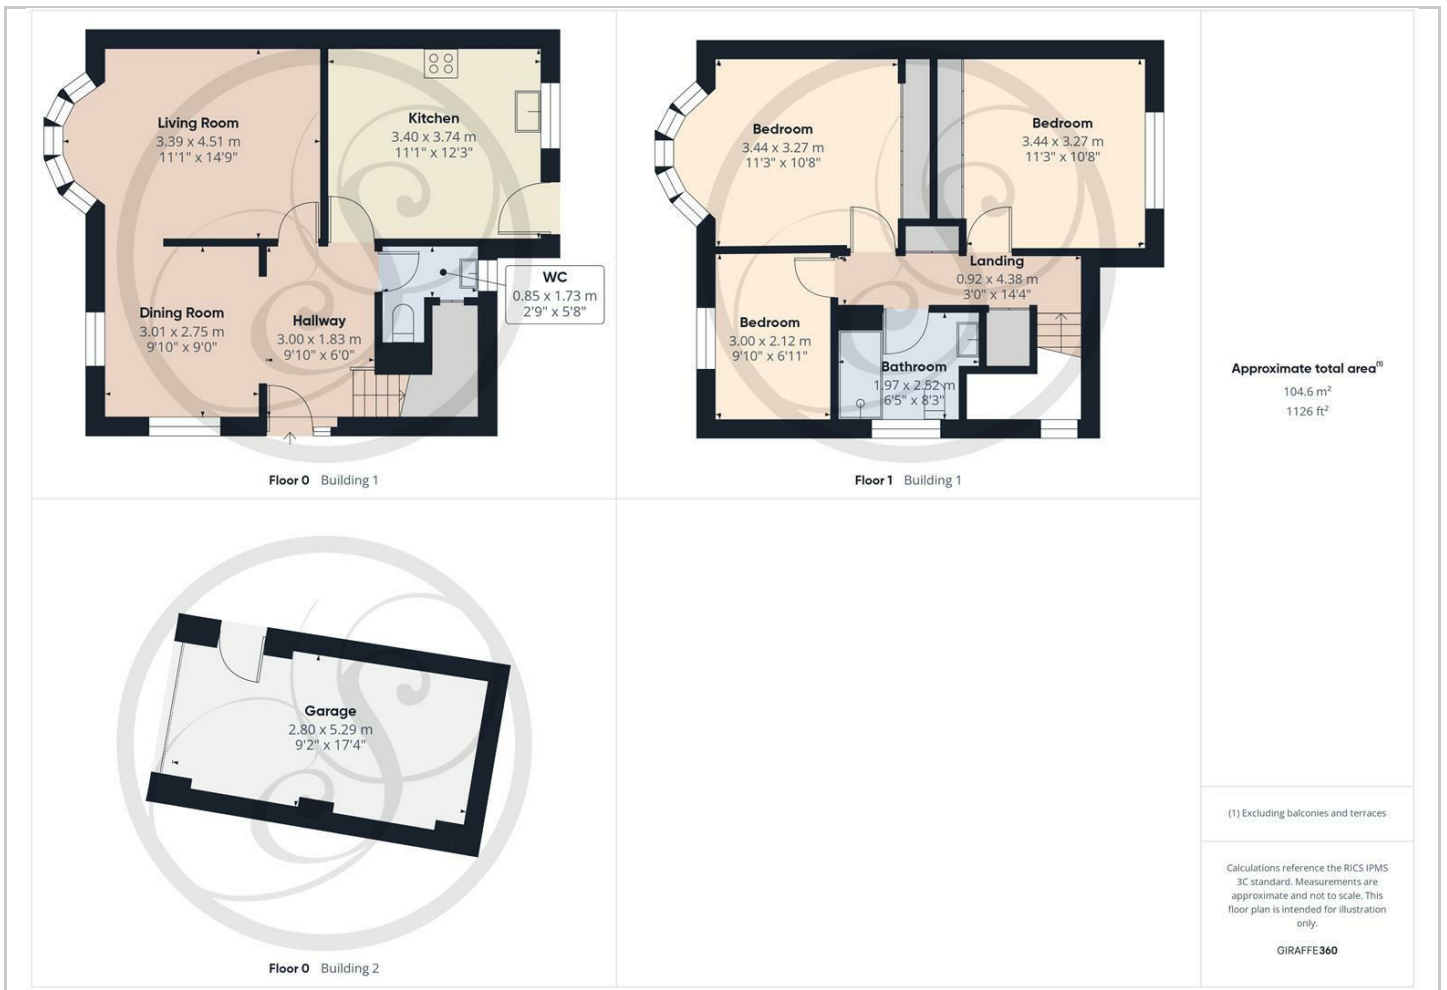 Living Room
3.39 x 4.51 m
11'1" x 14'9"
Kitchen
3.40 x 3.74 m
11'1" x 12'3"
WC
0.85 x 1.73 m
2'9" x 5'8"
Dining Room
3.01 x 2.75 m
9'10" x 9'0"
Hallway
3.00 x 1.83 m
9'10" x 6'0"
Floor 0 Building 1
Bedroom
3.44 x 3.27 m
11'3" x 10'8"
Bedroom
3.44 x 3.27 m
11'3" x 10'8"
Landing
0.92 x 4.38 m
3'0" x 14'4"
Bedroom
3.00 x 2.12 m
9'10" x 6'11"
Bathroom
1.97 x 2.52 m
6'5" x 8'3"
Floor 1 Building 1
Garage
2.80 x 5.29 m
9'2" x 17'4"
Floor 0 Building 2
Approximate total area(1)
104.6 m²
1126 ft²
(1) Excluding balconies and terraces
Calculations reference the RICS IPMS
3C standard. Measurements are
approximate and not to scale. This
floor plan is intended for illustration
only.
GIRAFFE360